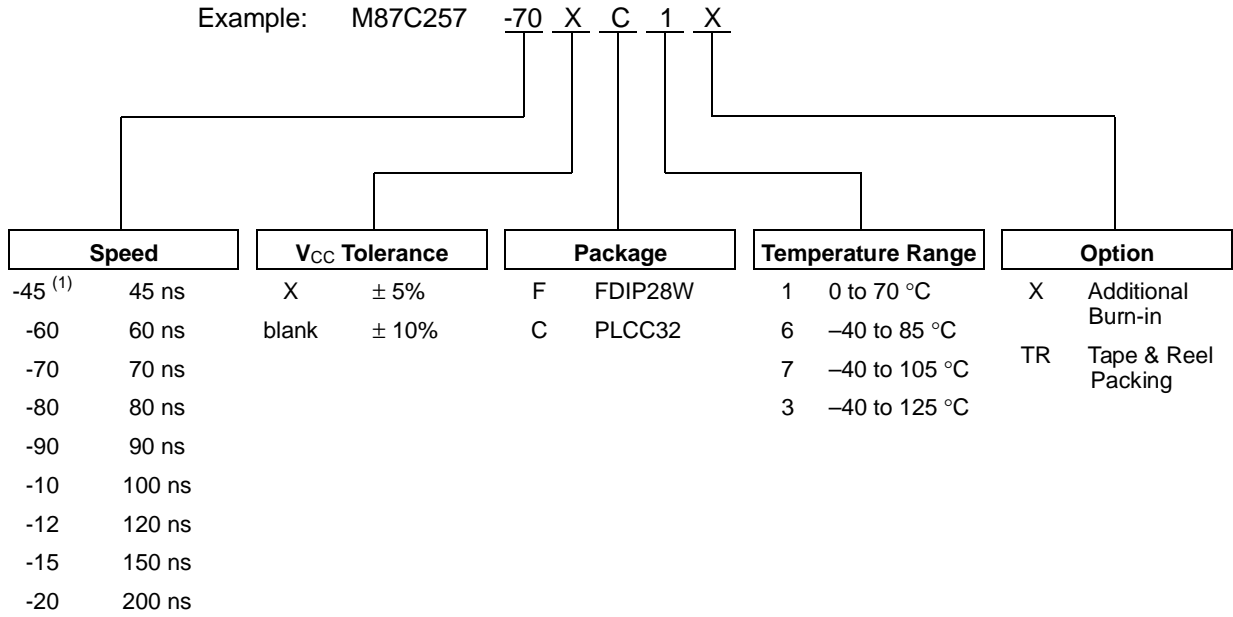 Example: M87C257 -70 X C 1 X
Speed VCC Tolerance Package Temperature Range Option
-45 (1) 45 ns X ± 5% F FDIP28W 1 0 to 70 °C X Additional
Burn-in
-60 60 ns blank ± 10% C PLCC32 6 –40 to 85 °C
TR Tape & Reel
Packing
-70 70 ns 7 –40 to 105 °C
-80 80 ns 3 –40 to 125 °C
-90 90 ns
-10 100 ns
-12 120 ns
-15 150 ns
-20 200 ns